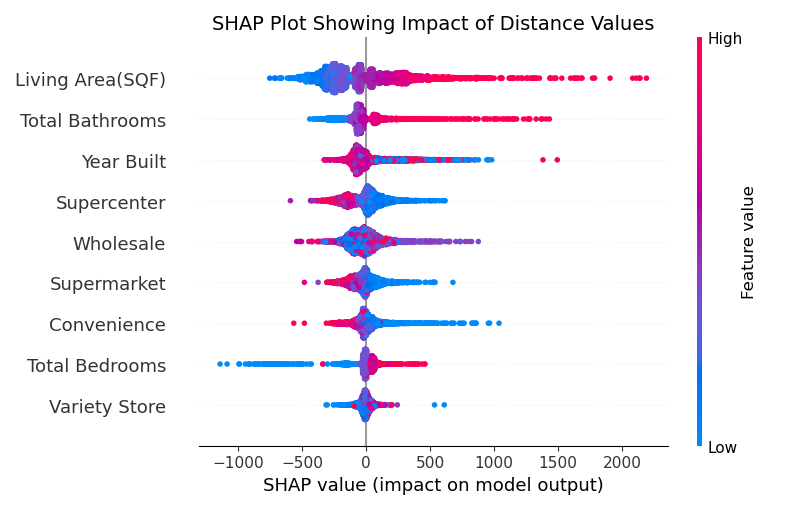 SHAP Plot Showing Impact of Distance Values
High
Living Area(SQF)
Total Bathrooms
Year Built
Supercenter
Wholesale
Supermarket
Convenience
Total Bedrooms
Variety Store
Feature value
Low
−1000 −500 0 500 1000 1500 2000
SHAP value (impact on model output)